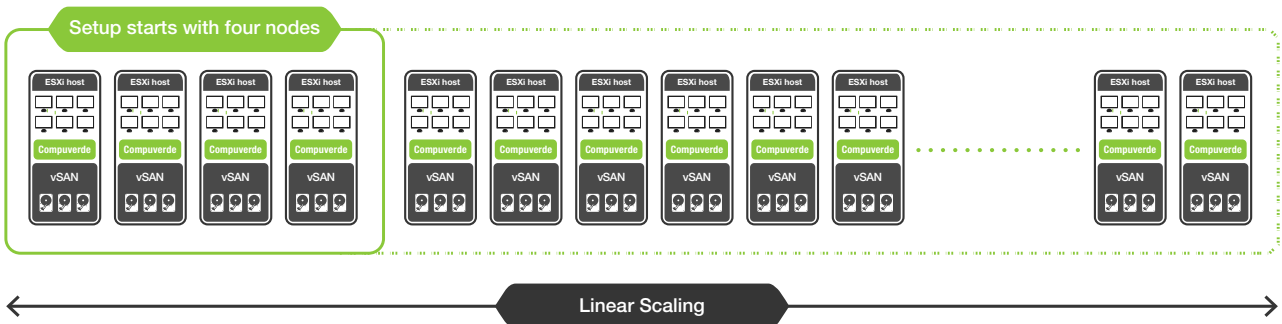 Setup starts with four nodes
ESXi host ESXi host ESXi host ESXi host ESXi host ESXi host ESXi host ESXi host ESXi host ESXi host ESXi host ESXi host
Compuverde Compuverde Compuverde Compuverde Compuverde Compuverde Compuverde Compuverde Compuverde Compuverde Compuverde Compuverde
vSAN vSAN vSAN vSAN vSAN vSAN vSAN vSAN vSAN vSAN vSAN vSAN
Linear Scaling